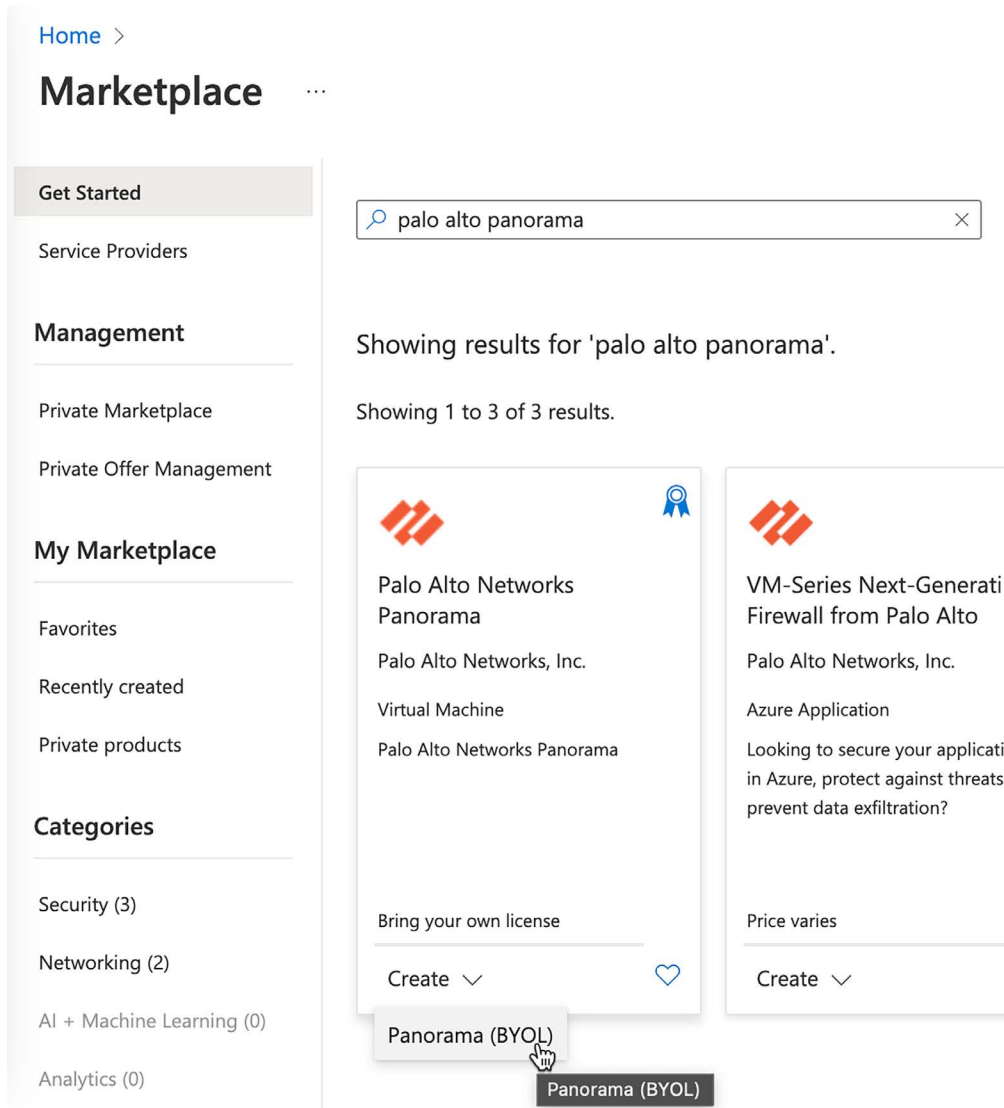 Home >
Marketplace ...
Get Started
Service Providers
Management
Private Marketplace
Private Offer Management
My Marketplace
Favorites
Recently created
Private products
Categories
Security (3)
Networking (2)
AI + Machine Learning (0)
Analytics (0)
palo alto panorama
Showing results for 'palo alto panorama'.
Showing 1 to 3 of 3 results.
Palo Alto Networks
Panorama
Palo Alto Networks, Inc.
Virtual Machine
Palo Alto Networks Panorama
Bring your own license
Create
Panorama (BYOL)
Panorama (BYOL)
VM-Series Next-Generati
Firewall from Palo Alto
Palo Alto Networks, Inc.
Azure Application
Looking to secure your applicati
in Azure, protect against threats
prevent data exfiltration?
Price varies
Create